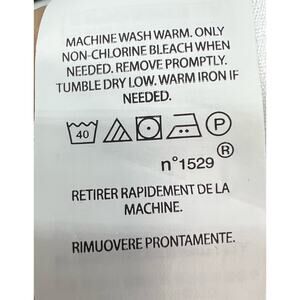 MACHINE WASH WARM. ONLY
NON-CHLORINE BLEACH WHEN
NEEDED. REMOVE PROMPTLY.
TUMBLE DRY LOW. WARM IRON IF
NEEDED.
40 P
n°1529®
RETIRER RAPIDEMENT DE LA
MACHINE.
RIMUOVERE PRONTAMENTE.